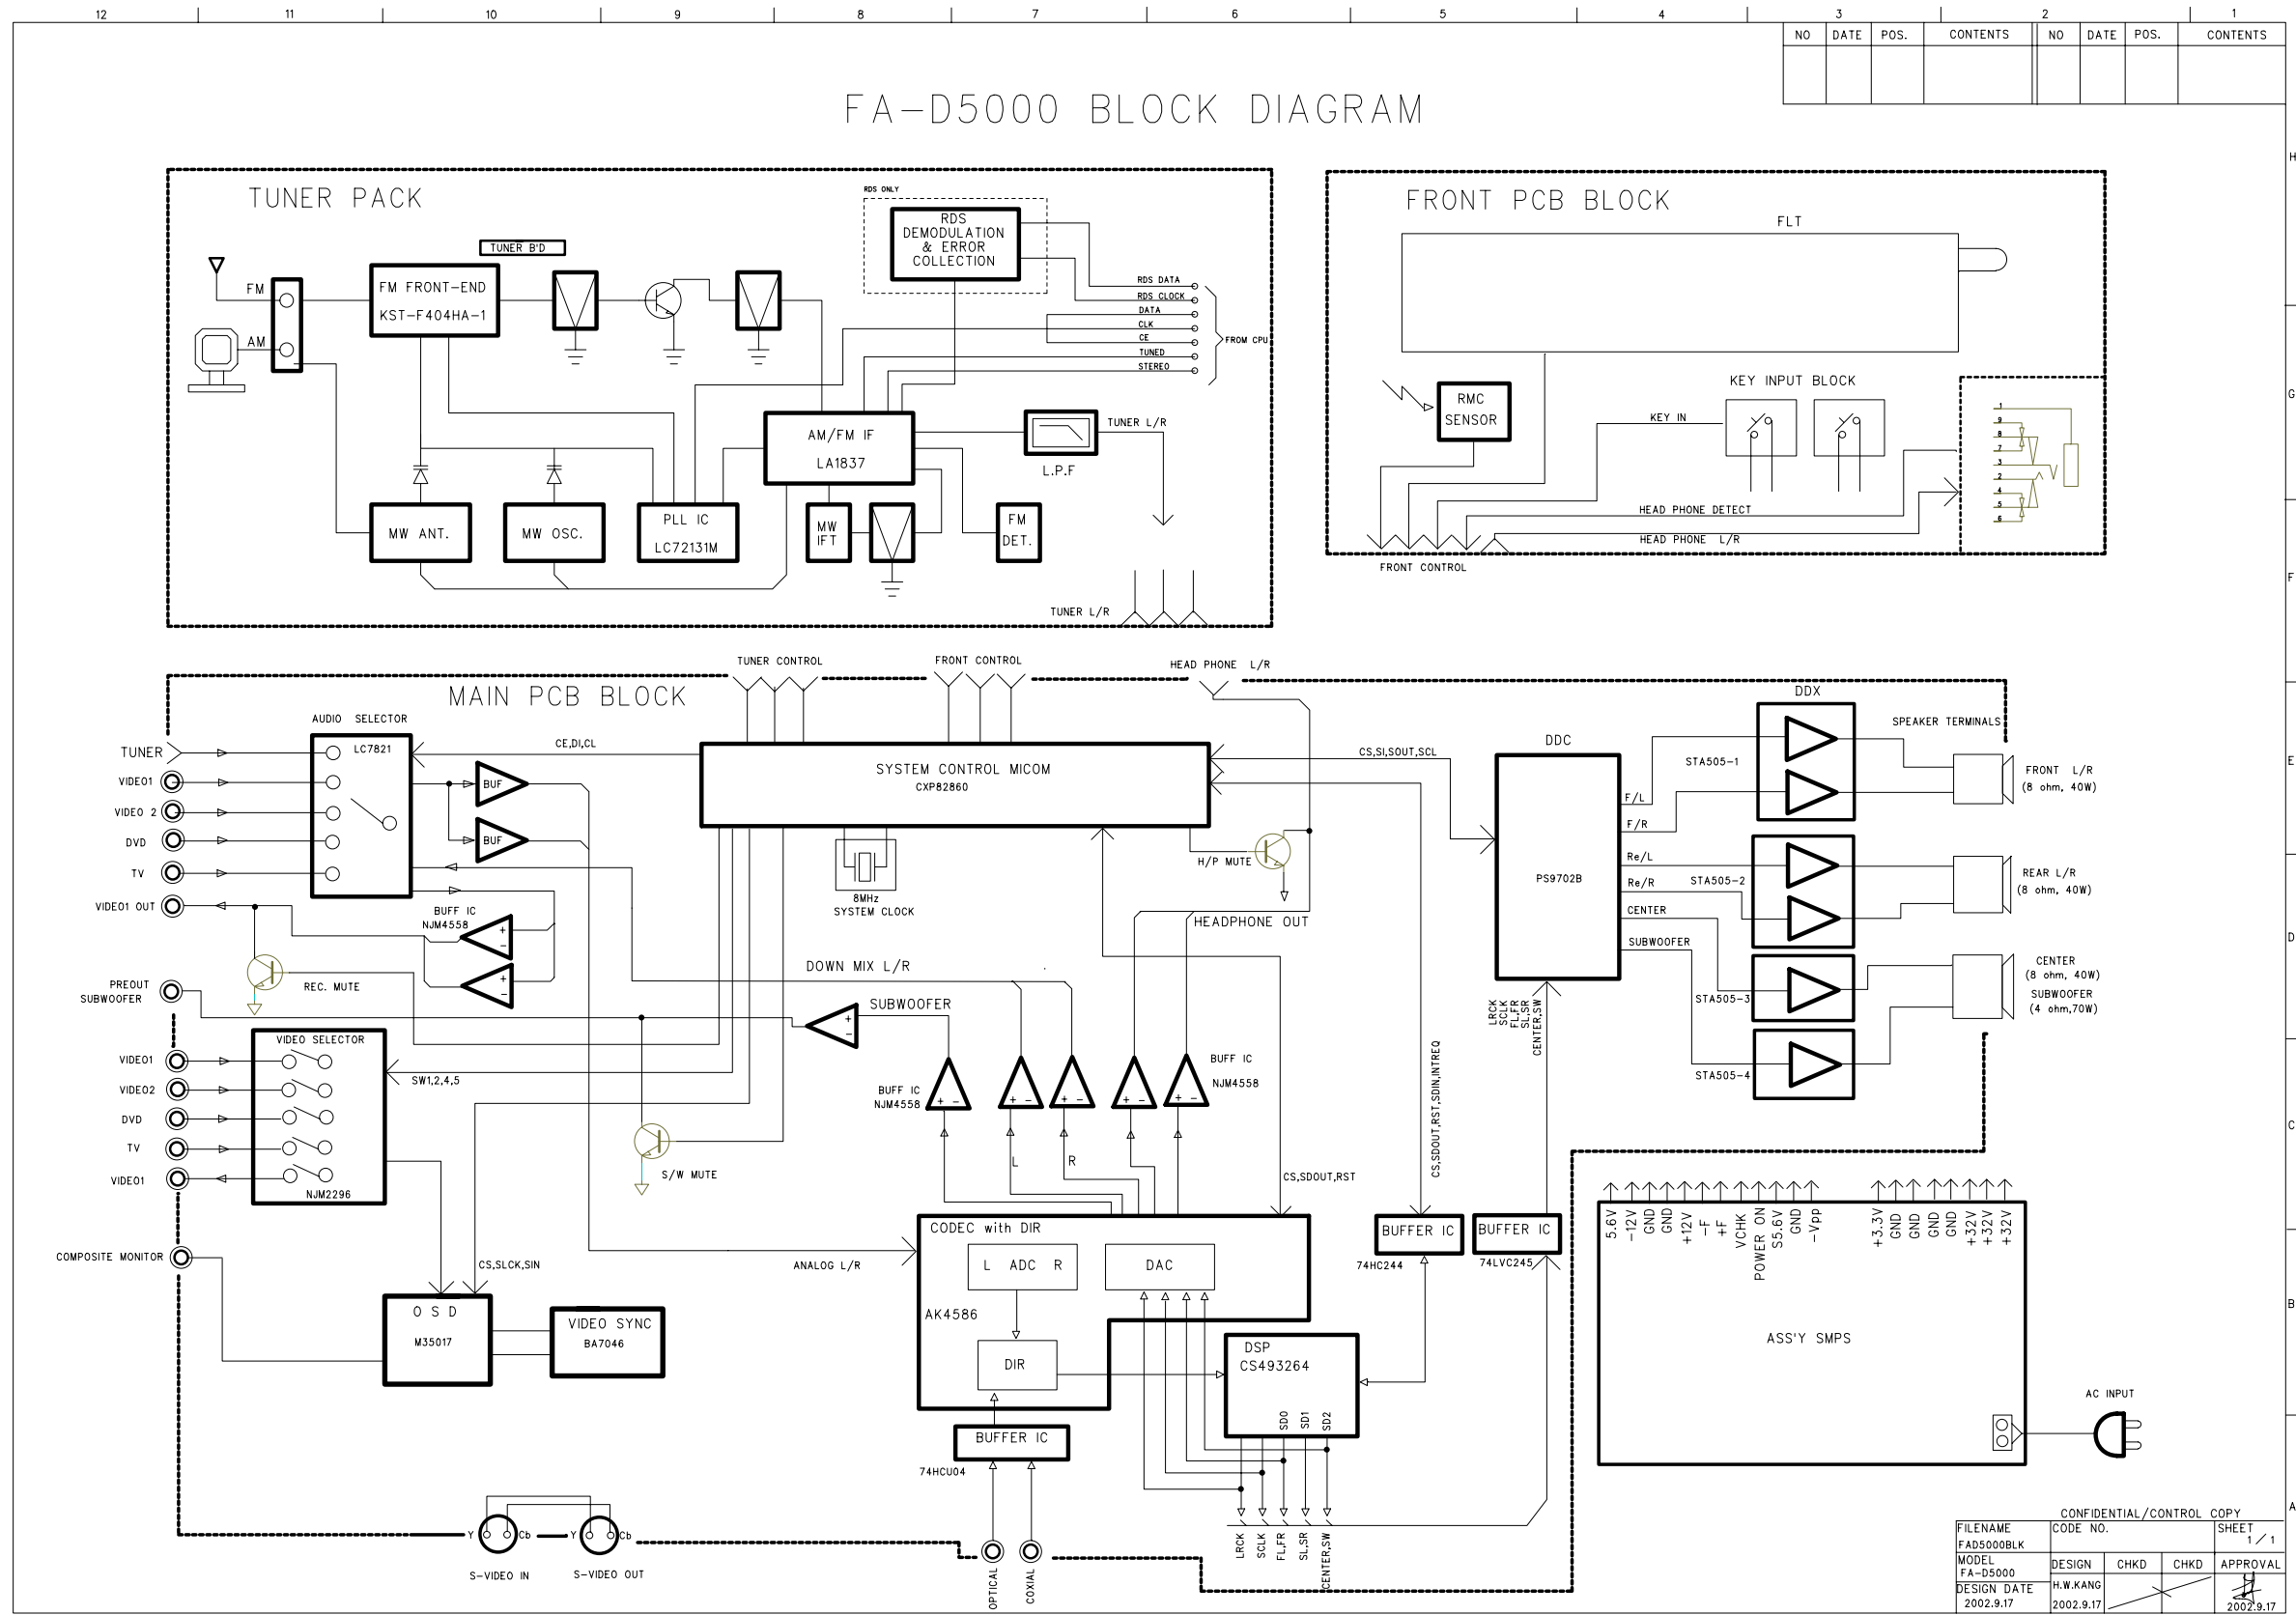 12 11 10 9 8 7 6 5 4 3 2 1
NO DATE POS. CONTENTS NO DATE POS. CONTENTS
FA-D5000 BLOCK DIAGRAM
H
G
F
E
D
C
B
A
TUNER PACK
RDS ONLY
RDS
DEMODULATION
& ERROR
COLLECTION
TUNER B'D
FM
AM
FM FRONT-END
KST-F404HA-1
RDS DATA
RDS CLOCK
DATA
CLK
CE
TUNED
STEREO
FROM CPU
AM/FM IF
LA1837
L.P.F
TUNER L/R
MW ANT.
MW OSC.
PLL IC
LC72131M
MW
IFT
FM
DET.
TUNER L/R
FRONT PCB BLOCK
FLT
RMC
SENSOR
KEY INPUT BLOCK
KEY IN
HEAD PHONE DETECT
HEAD PHONE L/R
FRONT CONTROL
1
9
8
7
3
2
4
5
6
MAIN PCB BLOCK
TUNER CONTROL
FRONT CONTROL
HEAD PHONE L/R
AUDIO SELECTOR
LC7821
TUNER
VIDEO1
VIDEO 2
DVD
TV
VIDEO1 OUT
PREOUT
SUBWOOFER
CE,DI,CL
BUF
BUF
BUFF IC
NJM4558
+
-
+
-
REC. MUTE
SYSTEM CONTROL MICOM
CXP82860
8MHz
SYSTEM CLOCK
H/P MUTE
HEADPHONE OUT
CS,SI,SOUT,SCL
DDC
PS9702B
F/L
F/R
Re/L
Re/R
CENTER
SUBWOOFER
DDX
STA505-1
STA505-2
STA505-3
STA505-4
SPEAKER TERMINALS
FRONT L/R
(8 ohm, 40W)
REAR L/R
(8 ohm, 40W)
CENTER
(8 ohm, 40W)
SUBWOOFER
(4 ohm,70W)
DOWN MIX L/R
SUBWOOFER
+
-
VIDEO SELECTOR
NJM2296
VIDEO1
VIDEO2
DVD
TV
VIDEO1
SW1,2,4,5
S/W MUTE
BUFF IC
NJM4558
+ -
+ -
+ -
+ -
+ -
BUFF IC
NJM4558
L
R
CS,SDOUT,RST
CS,SDOUT,RST,SDIN,INTREQ
LRCK
SCLK
FL,FR
SL,SR
CENTER,SW
COMPOSITE MONITOR
CS,SLCK,SIN
O S D
M35017
VIDEO SYNC
BA7046
ANALOG L/R
CODEC with DIR
L ADC R
DAC
AK4586
DIR
BUFFER IC
74HCU04
DSP
CS493264
SD0
SD1
SD2
BUFFER IC
74HC244
BUFFER IC
74LVC245
LRCK
SCLK
FL,FR
SL,SR
CENTER,SW
OPTICAL
COXIAL
Y Cb
Y Cb
S-VIDEO IN
S-VIDEO OUT
5.6V
-12V
GND
GND
+12V
-F
+F
VCHK
POWER ON
S5.6V
GND
-Vpp
+3.3V
GND
GND
GND
GND
+32V
+32V
+32V
ASS'Y SMPS
AC INPUT
CONFIDENTIAL/CONTROL COPY
FILENAME
FAD5000BLK
CODE NO.
SHEET
1 / 1
MODEL
FA-D5000
DESIGN CHKD CHKD APPROVAL
DESIGN DATE
2002.9.17
H.W.KANG
2002.9.17
2002.9.17